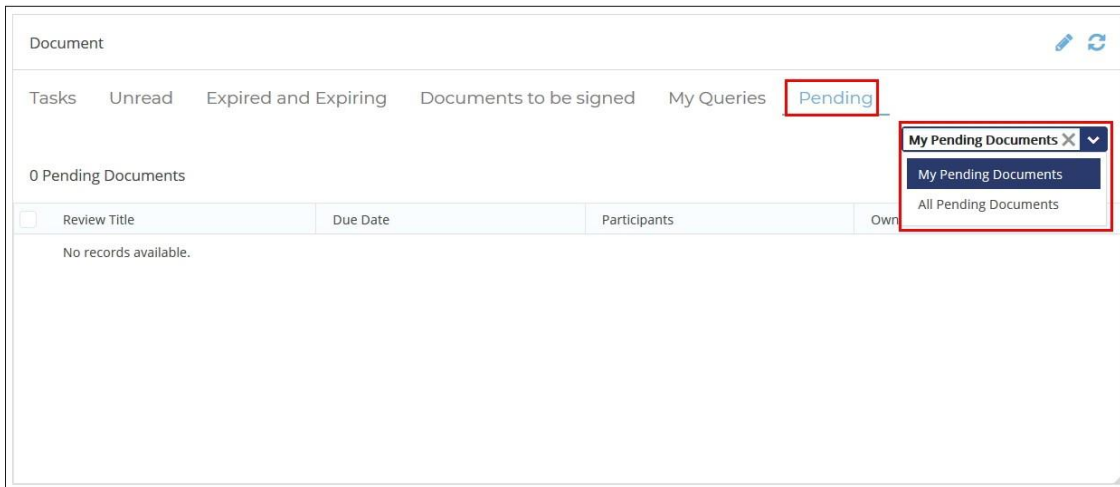 Document
Tasks Unread Expired and Expiring Documents to be signed My Queries Pending
My Pending Documents
0 Pending Documents
My Pending Documents
All Pending Documents
Review Title Due Date Participants Own
No records available.